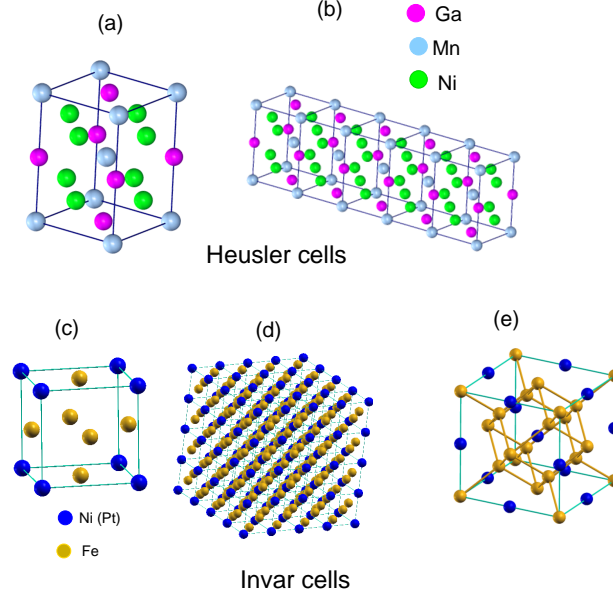 (a)
(b)
Ga
Mn
Ni
Heusler cells
(c)
(d)
(e)
Ni (Pt)
Fe
Invar cells